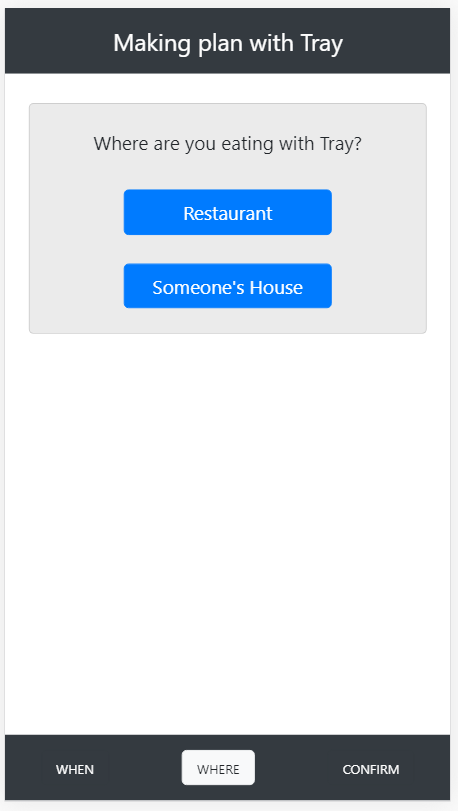 Making plan with Tray
Where are you eating with Tray?
Restaurant
Someone's House
WHEN WHERE CONFIRM